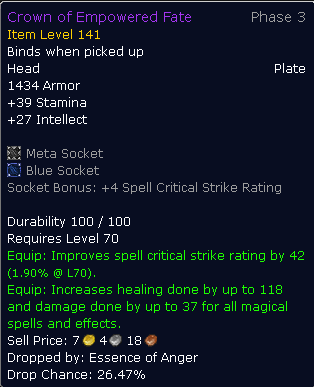 Crown of Empowered Fate Phase 3
Item Level 141
Binds when picked up
Head Plate
1434 Armor
+39 Stamina
+27 Intellect
Meta Socket
Blue Socket
Socket Bonus: +4 Spell Critical Strike Rating
Durability 100 / 100
Requires Level 70
Equip: Improves spell critical strike rating by 42
(1.90% @ L70).
Equip: Increases healing done by up to 118
and damage done by up to 37 for all magical
spells and effects.
Sell Price: 7 4 18
Dropped by: Essence of Anger
Drop Chance: 26.47%